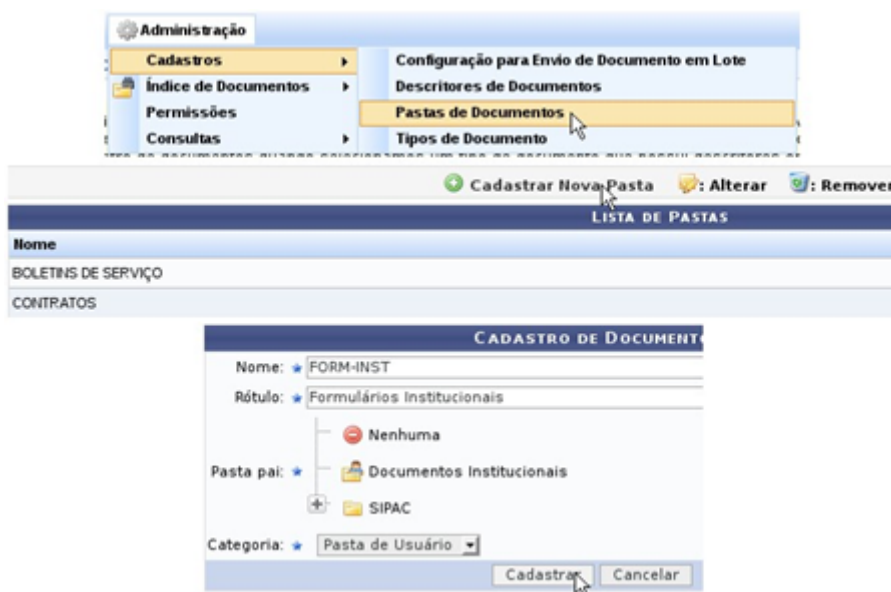 Administração
Cadastros
Configuração para Envio de Documento em Lote
Índice de Documentos
Descritores de Documentos
Permissões
Pastas de Documentos
Consultas
Tipos de Documento
Cadastrar Nova Pasta : Alterar : Remover
LISTA DE PASTAS
Nome
BOLETINS DE SERVIÇO
CONTRATOS
CADASTRO DE DOCUMENT
Nome: FORM-INST
Rótulo: Formulários Institucionais
Nenhuma
Pasta pai: Documentos Institucionais
SIPAC
Categoria: Pasta de Usuário
Cadastrar Cancelar